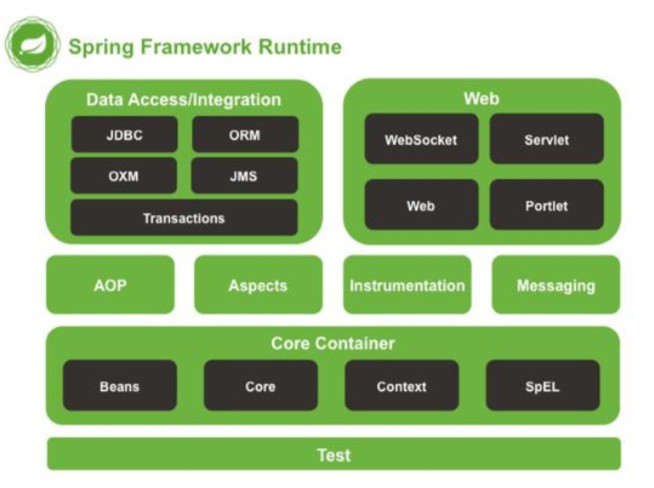 Spring Framework Runtime
Data Access/Integration
JDBC
ORM
OXM
JMS
Transactions
Web
WebSocket
Servlet
Web
Portlet
AOP
Aspects
Instrumentation
Messaging
Core Container
Beans
Core
Context
SpEL
Test